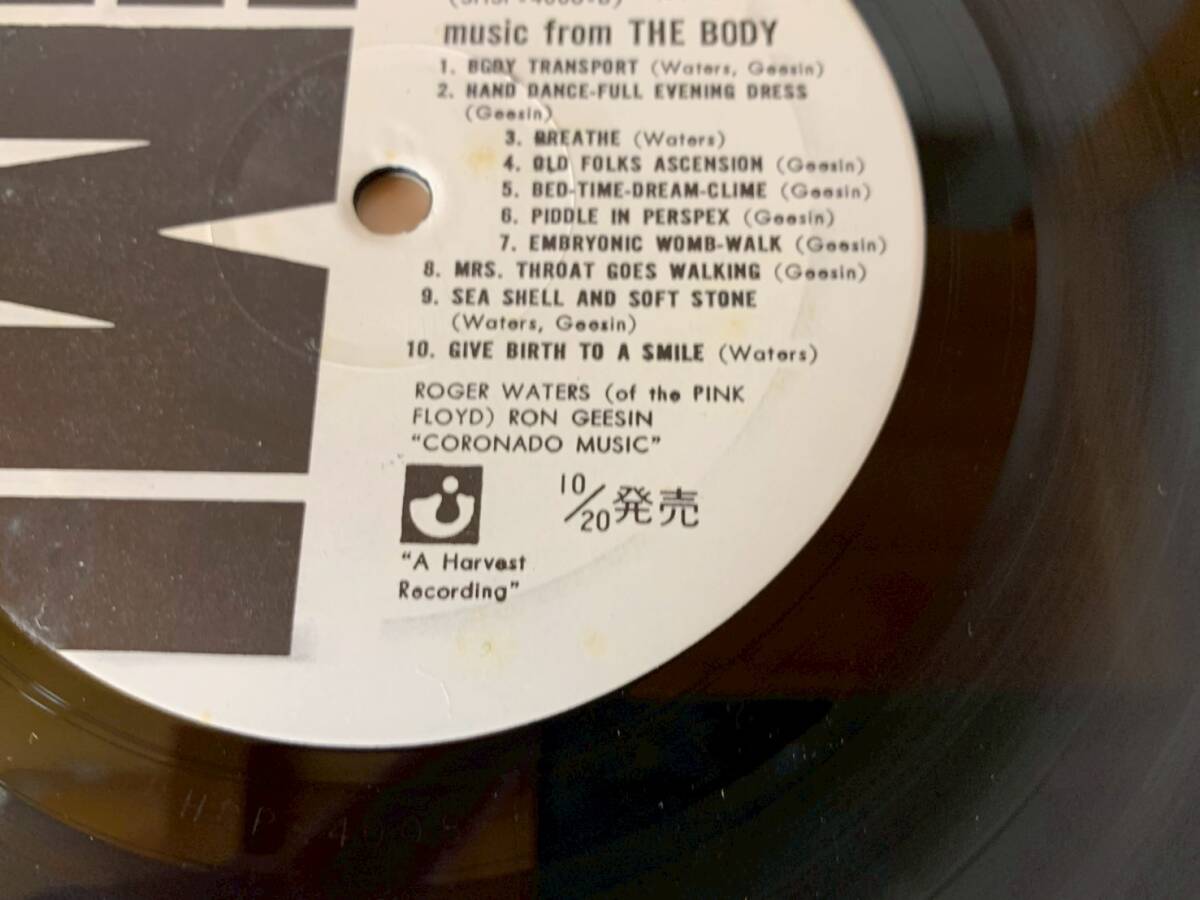 music from THE BODY
1. BODY TRANSPORT (Waters, Geesin)
2. HAND DANCE-FULL EVENING DRESS
(Geesin)
3. BREATHE (Waters)
4. OLD FOLKS ASCENSION (Geesin)
5. BED-TIME-DREAM-CLIME (Geesin)
6. PIDDLE IN PERSPEX (Geesin)
7. EMBRYONIC WOMB-WALK (Geesin)
8. MRS. THROAT GOES WALKING (Geesin)
9. SEA SHELL AND SOFT STONE
(Waters, Geesin)
10. GIVE BIRTH TO A SMILE (Waters)
ROGER WATERS (of the PINK
FLOYD) RON GEESIN
"CORONADO MUSIC"
10/20発売
"A Harvest
Recording"